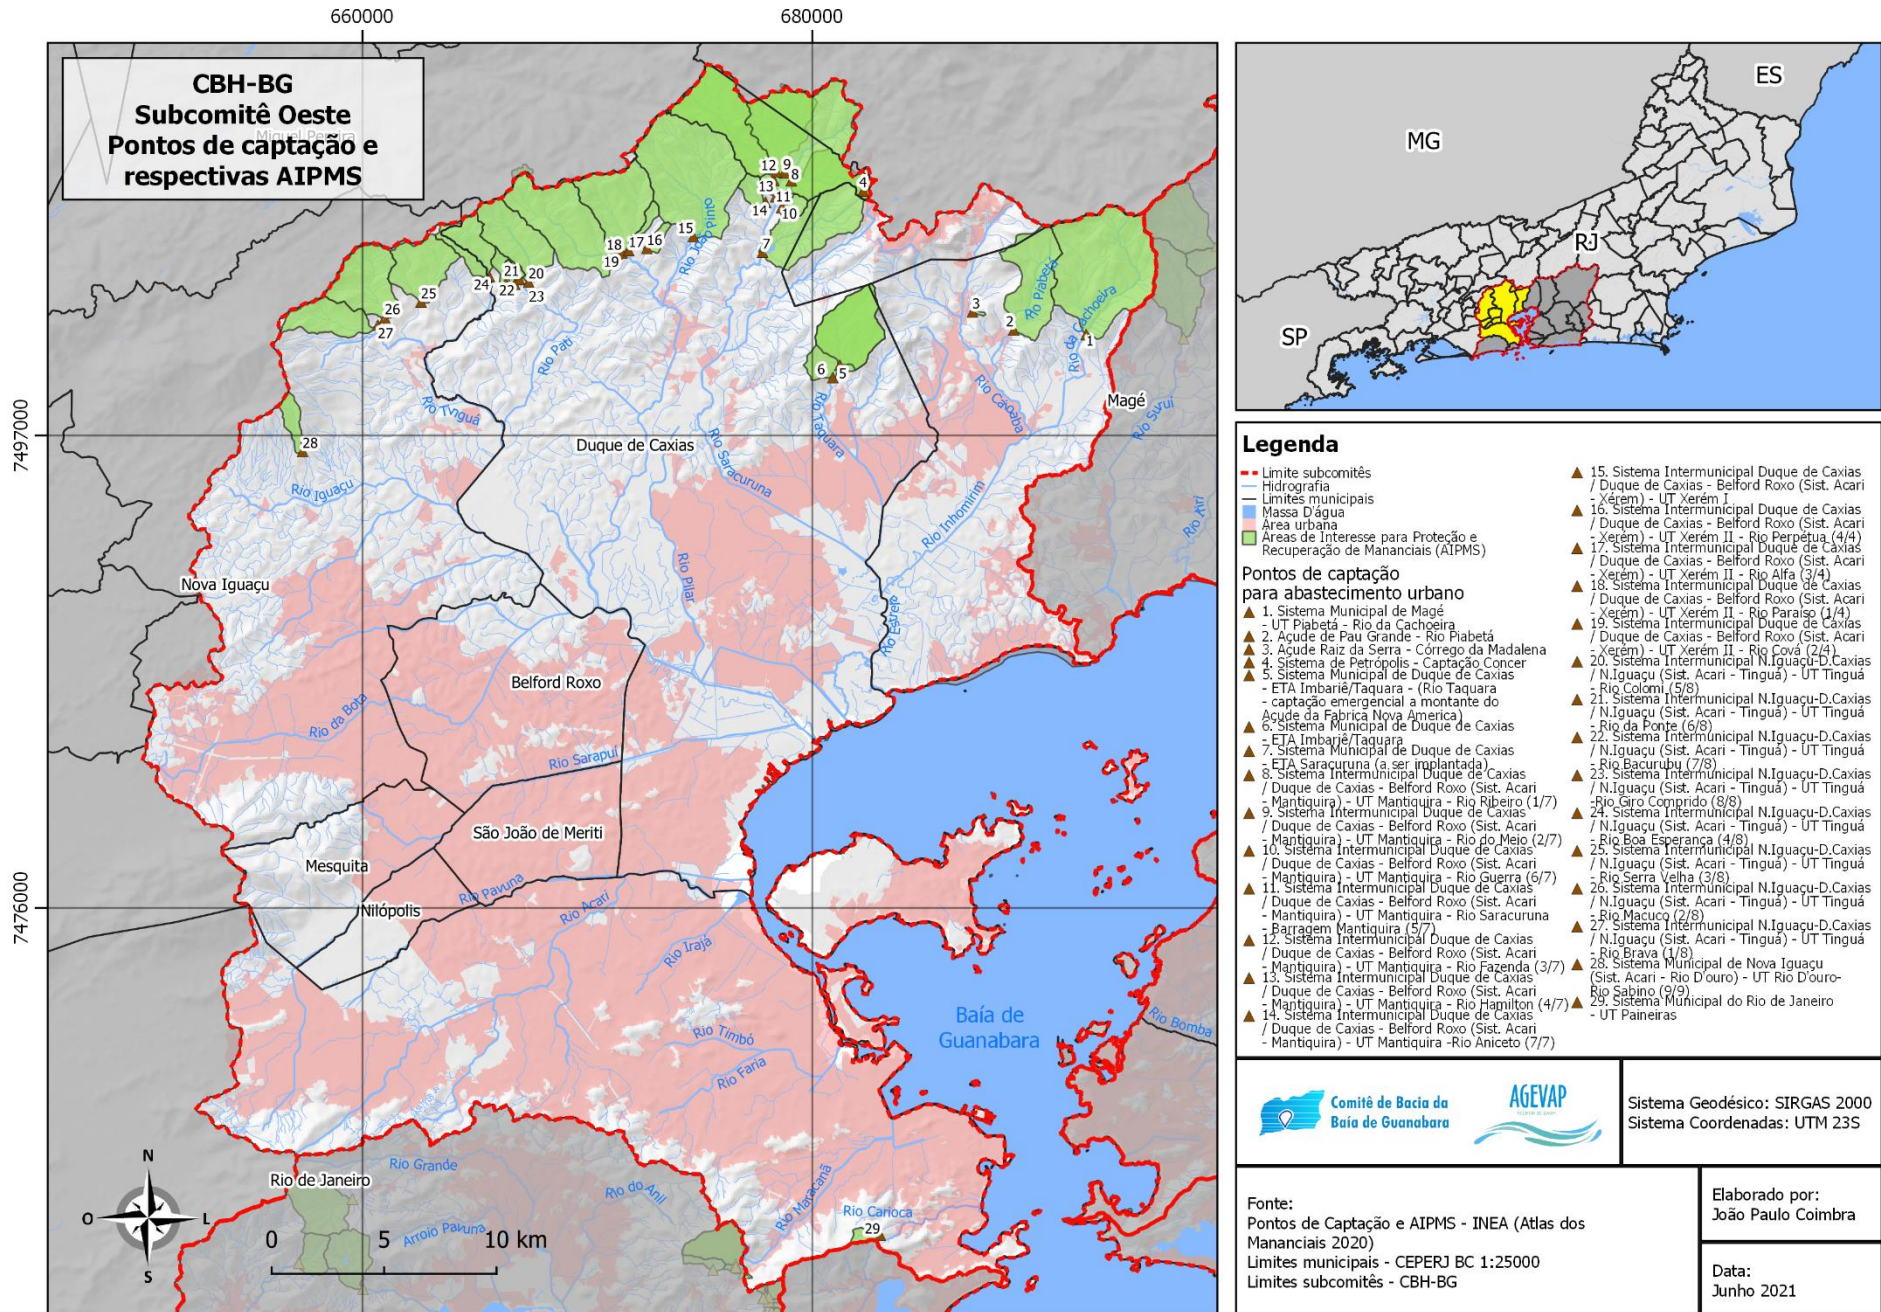 660000
680000
7497000
7476000
CBH-BG
Subcomitê Oeste
Pontos de captação e
respectivas AIPMS
Miguel Pereira
12
9
8
13
11
14
10
4
7
15
16
17
18
19
20
21
22
23
24
25
26
27
28
3
2
1
6
5
29
Rio João Pinto
Rio Piabetá
Rio da Cachoeira
Rio Pati
Rio Tinguá
Rio Iguaçu
Duque de Caxias
Rio Saracuruna
Rio Taquara
Rio Caioaba
Magé
Rio Suruí
Rio Irirí
Rio Inhomirim
Rio Pilar
Rio Estrela
Nova Iguaçu
Belford Roxo
Rio da Bota
Rio Sarapuí
São João de Meriti
Mesquita
Nilópolis
Rio Pavuna
Rio Acari
Rio Irajá
Rio Timbó
Rio Faria
Baía de
Guanabara
Rio Bomba
Rio de Janeiro
Rio Grande
Rio do Anil
Arroio Pavuna
Rio Maracanã
Rio Carioca
N
O
L
S
0
5
10 km
ES
MG
RJ
SP
Legenda
Limite subcomitês
Hidrografia
Limites municipais
Massa D'água
Área urbana
Áreas de Interesse para Proteção e
Recuperação de Mananciais (AIPMS)
Pontos de captação
para abastecimento urbano
1. Sistema Municipal de Magé
- UT Piabetá - Rio da Cachoeira
2. Açude de Pau Grande - Rio Piabetá
3. Açude Raiz da Serra - Córrego da Madalena
4. Sistema de Petrópolis - Captação Concer
5. Sistema Municipal de Duque de Caxias
- ETA Imbariê/Taquara - (Rio Taquara
- captação emergencial a montante do
Açude da Fabrica Nova America)
6. Sistema Municipal de Duque de Caxias
- ETA Imbariê/Taquara
7. Sistema Municipal de Duque de Caxias
- ETA Saracuruna (a ser implantada)
8. Sistema Intermunicipal Duque de Caxias
/ Duque de Caxias - Belford Roxo (Sist. Acari
- Mantiquira) - UT Mantiquira - Rio Ribeiro (1/7)
9. Sistema Intermunicipal Duque de Caxias
/ Duque de Caxias - Belford Roxo (Sist. Acari
- Mantiquira) - UT Mantiquira - Rio do Meio (2/7)
10. Sistema Intermunicipal Duque de Caxias
/ Duque de Caxias - Belford Roxo (Sist. Acari
- Mantiquira) - UT Mantiquira - Rio Guerra (6/7)
11. Sistema Intermunicipal Duque de Caxias
/ Duque de Caxias - Belford Roxo (Sist. Acari
- Mantiquira) - UT Mantiquira - Rio Saracuruna
- Barragem Mantiquira (5/7)
12. Sistema Intermunicipal Duque de Caxias
/ Duque de Caxias - Belford Roxo (Sist. Acari
- Mantiquira) - UT Mantiquira - Rio Fazenda (3/7)
13. Sistema Intermunicipal Duque de Caxias
/ Duque de Caxias - Belford Roxo (Sist. Acari
- Mantiquira) - UT Mantiquira - Rio Hamilton (4/7)
14. Sistema Intermunicipal Duque de Caxias
/ Duque de Caxias - Belford Roxo (Sist. Acari
- Mantiquira) - UT Mantiquira -Rio Aniceto (7/7)
15. Sistema Intermunicipal Duque de Caxias
/ Duque de Caxias - Belford Roxo (Sist. Acari
- Xérem) - UT Xerém I
16. Sistema Intermunicipal Duque de Caxias
/ Duque de Caxias - Belford Roxo (Sist. Acari
- Xerém) - UT Xerém II - Rio Perpétua (4/4)
17. Sistema Intermunicipal Duque de Caxias
/ Duque de Caxias - Belford Roxo (Sist. Acari
- Xerém) - UT Xerém II - Rio Alfa (3/4)
18. Sistema Intermunicipal Duque de Caxias
/ Duque de Caxias - Belford Roxo (Sist. Acari
- Xerém) - UT Xerém II - Rio Paraíso (1/4)
19. Sistema Intermunicipal Duque de Caxias
/ Duque de Caxias - Belford Roxo (Sist. Acari
- Xerém) - UT Xerém II - Rio Cová (2/4)
20. Sistema Intermunicipal N.Iguaçu-D.Caxias
/ N.Iguaçu (Sist. Acari - Tinguá) - UT Tinguá
- Rio Colomi (5/8)
21. Sistema Intermunicipal N.Iguaçu-D.Caxias
/ N.Iguaçu (Sist. Acari - Tinguá) - UT Tinguá
- Rio da Ponte (6/8)
22. Sistema Intermunicipal N.Iguaçu-D.Caxias
/ N.Iguaçu (Sist. Acari - Tinguá) - UT Tinguá
- Rio Bacurubu (7/8)
23. Sistema Intermunicipal N.Iguaçu-D.Caxias
/ N.Iguaçu (Sist. Acari - Tinguá) - UT Tinguá
-Rio Giro Comprido (8/8)
24. Sistema Intermunicipal N.Iguaçu-D.Caxias
/ N.Iguaçu (Sist. Acari - Tinguá) - UT Tinguá
- Rio Boa Esperança (4/8)
25. Sistema Intermunicipal N.Iguaçu-D.Caxias
/ N.Iguaçu (Sist. Acari - Tinguá) - UT Tinguá
- Rio Serra Velha (3/8)
26. Sistema Intermunicipal N.Iguaçu-D.Caxias
/ N.Iguaçu (Sist. Acari - Tinguá) - UT Tinguá
- Rio Macuco (2/8)
27. Sistema Intermunicipal N.Iguaçu-D.Caxias
/ N.Iguaçu (Sist. Acari - Tinguá) - UT Tinguá
- Rio Brava (1/8)
28. Sistema Municipal de Nova Iguaçu
(Sist. Acari - Rio D'ouro) - UT Rio D'ouro-
Rio Sabino (9/9)
29. Sistema Municipal do Rio de Janeiro
- UT Paineiras
Comitê de Bacia da
Baía de Guanabara
AGEVAP
Sistema Geodésico: SIRGAS 2000
Sistema Coordenadas: UTM 23S
Fonte:
Pontos de Captação e AIPMS - INEA (Atlas dos
Mananciais 2020)
Limites municipais - CEPERJ BC 1:25000
Limites subcomitês - CBH-BG
Elaborado por:
João Paulo Coimbra
Data:
Junho 2021